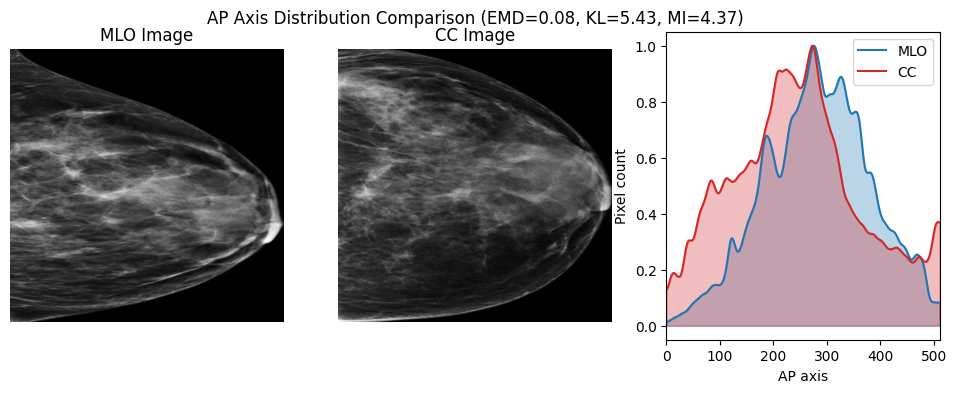 AP Axis Distribution Comparison (EMD=0.08, KL=5.43, MI=4.37)
MLO Image
CC Image
MLO
CC
Pixel count
1.0
0.8
0.6
0.4
0.2
0.0
0 100 200 300 400 500
AP axis